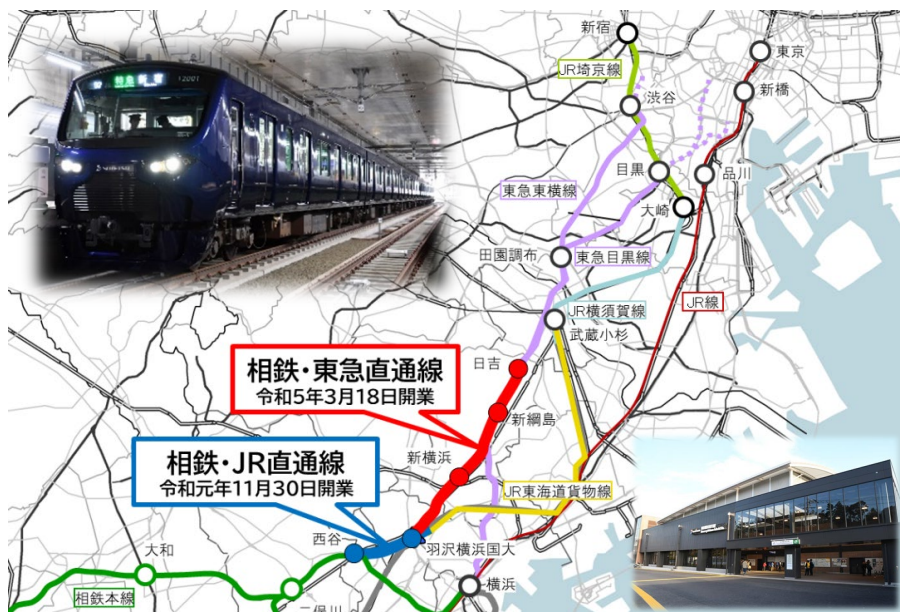 新宿
東京
JR埼京線
新橋
渋谷
特急 新宿
12001
目黒
品川
東急東横線
大崎
田園調布
東急目黒線
JR線
JR横須賀線
武蔵小杉
日吉
相鉄・東急直通線
令和5年3月18日開業
新綱島
新横浜
相鉄・JR直通線
令和元年11月30日開業
JR東海道貨物線
西谷
羽沢横浜国大
大和
横浜
相鉄本線
二俣川